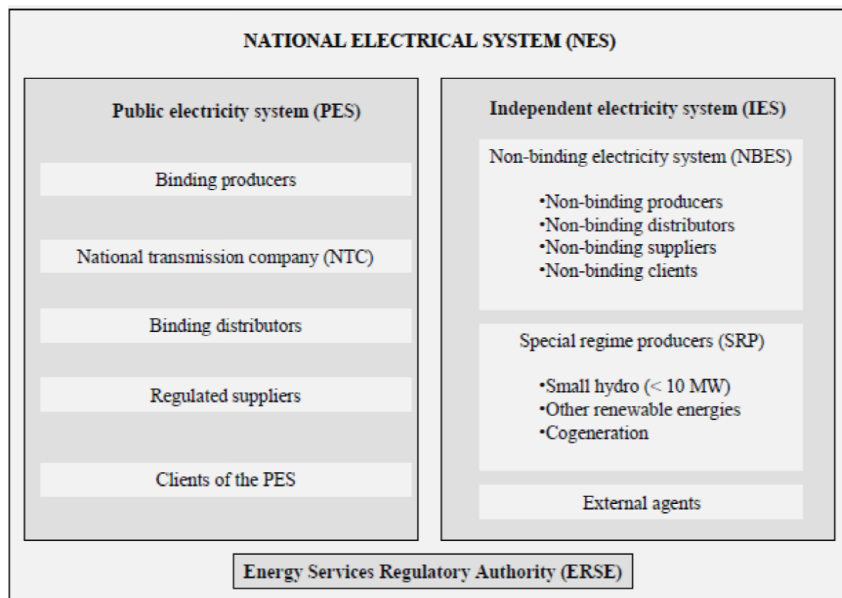 NATIONAL ELECTRICAL SYSTEM (NES)
Public electricity system (PES)
Binding producers
National transmission company (NTC)
Binding distributors
Regulated suppliers
Clients of the PES
Independent electricity system (IES)
Non-binding electricity system (NBES)
•Non-binding producers
•Non-binding distributors
•Non-binding suppliers
•Non-binding clients
Special regime producers (SRP)
•Small hydro (< 10 MW)
•Other renewable energies
•Cogeneration
External agents
Energy Services Regulatory Authority (ERSE)